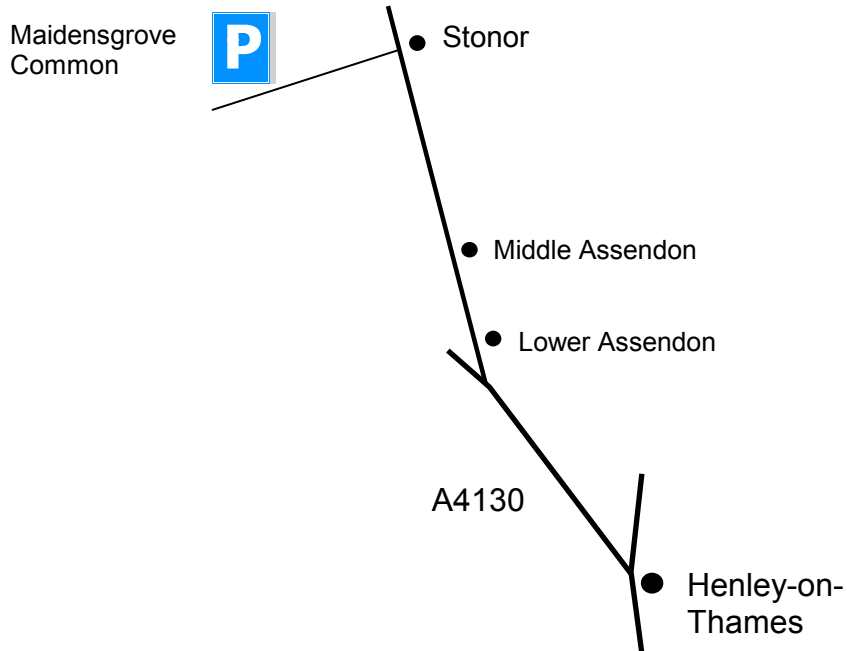 Maidensgrove
Common
P
Stonor
Middle Assendon
Lower Assendon
A4130
Henley-on-
Thames